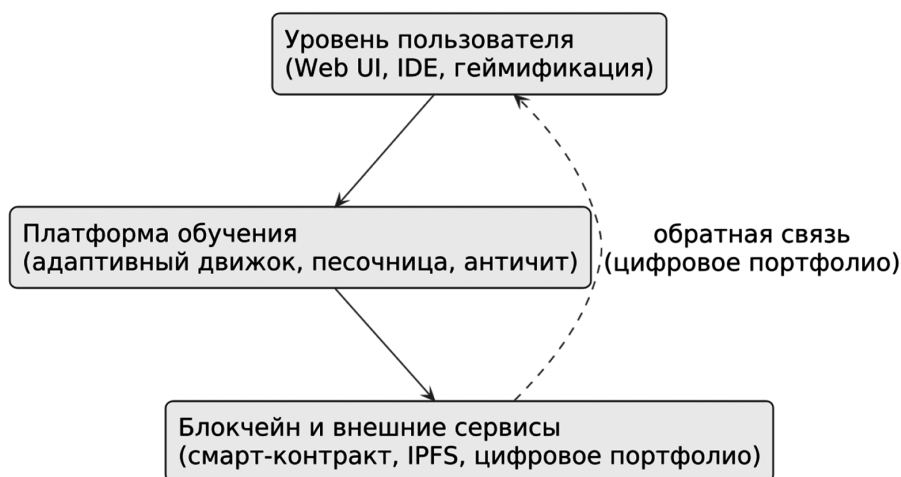 Уровень пользователя
(Web UI, IDE, геймификация)
Платформа обучения
(адаптивный движок, песочница, античит)
обратная связь
(цифровое портфолио)
Блокчейн и внешние сервисы
(смарт-контракт, IPFS, цифровое портфолио)